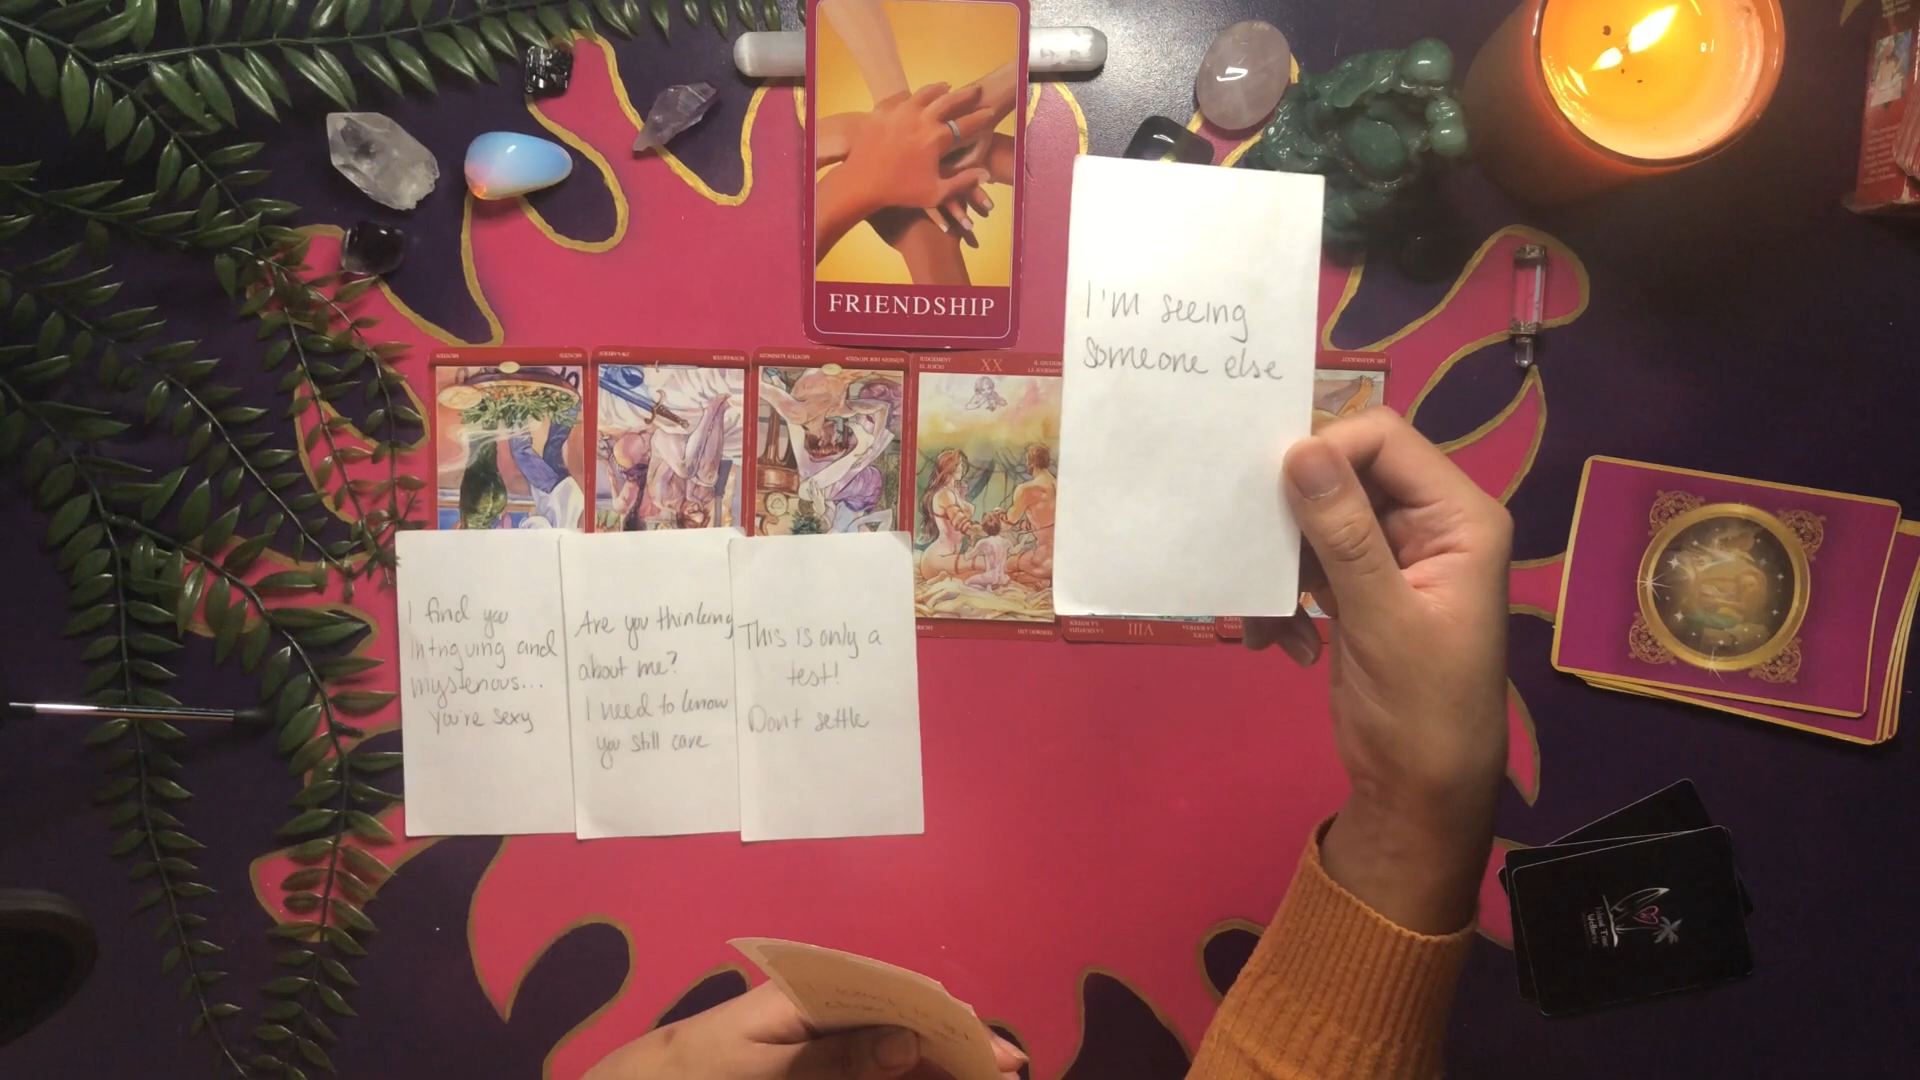 FRIENDSHIP
I'm seeing
someone else
XX
VIII
I find you
intriguing and
mysterious...
you're sexy
Are you thinking
about me?
I need to know
you still care
This is only a
test!
Don't settle